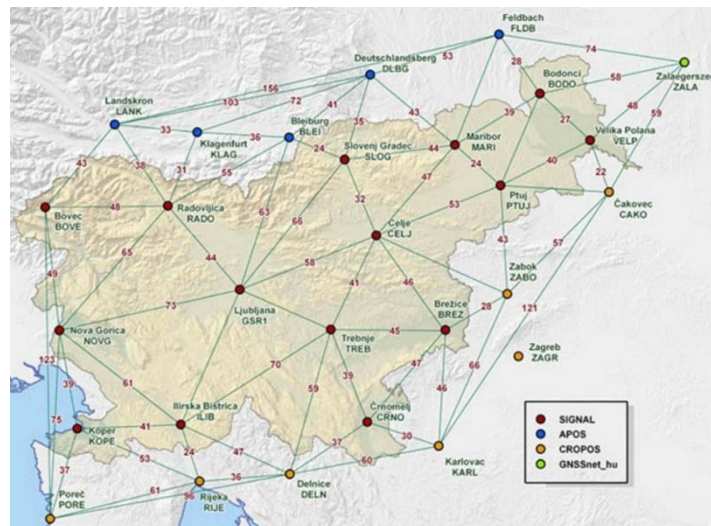 Feldbach
FLDB
53
74
Deutschlandsberg
DLBG
28
Bodonci
BODO
58
Zalaegersze
ZALA
156
103
72
41
Landskron
LANK
33
Klagenfurt
KLAG
36
Bleiburg
BLEI
24
35
Slovenj Gradec
SLOG
43
44
Maribor
MARI
39
27
48
59
Velika Polana
VELP
43
38
31
55
63
32
47
24
40
22
Ptuj
PTUJ
Čakovec
CAKO
Bovec
BOVE
48
Radovljica
RADO
66
53
Celje
CELJ
43
57
49
65
44
58
Zabok
ZABO
28
121
73
Ljubljana
GSR1
41
46
Brežice
BREZ
Nova Gorica
NOVG
Trebnje
TREB
45
66
Zagreb
ZAGR
123
39
61
70
59
39
47
46
75
Koper
KOPE
41
Ilirska Bistrica
ILIB
Črnomelj
CRNO
37
30
60
Karlovac
KARL
37
53
24
47
36
Delnice
DELN
Poreč
PORE
61
96
Rijeka
RIJE
SIGNAL
APOS
CROPOS
GNSSnet_hu